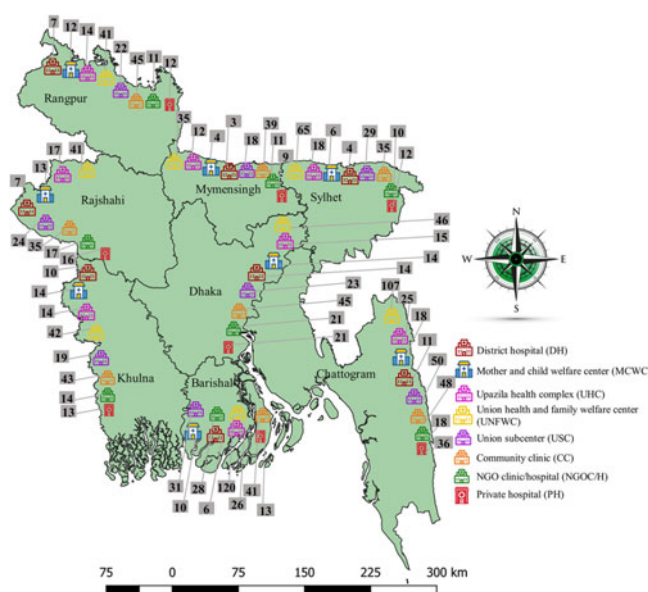 7 12 14 41 22 45 11 12
Rangpur
35 12 4 3 18 39 11 9 65 18 6 4 29 35 10 12
17 41
13
7
Rajshahi
Mymensingh
Sylhet
24 35 17 16
46
15
14
14
23
45
21
21
Dhaka
10
14
14
42
19
43
14
13
Khulna
Barishal
Chattogram
107
25
18
11
50
48
18
36
31 28 120 41
10 6 26 13
N
W E
S
District hospital (DH)
Mother and child welfare center (MCWC
Upazila health complex (UHC)
Union health and family welfare center
(UNFWC)
Union subcenter (USC)
Community clinic (CC)
NGO clinic/hospital (NGOC/H)
Private hospital (PH)
75 0 75 150 225 300 km